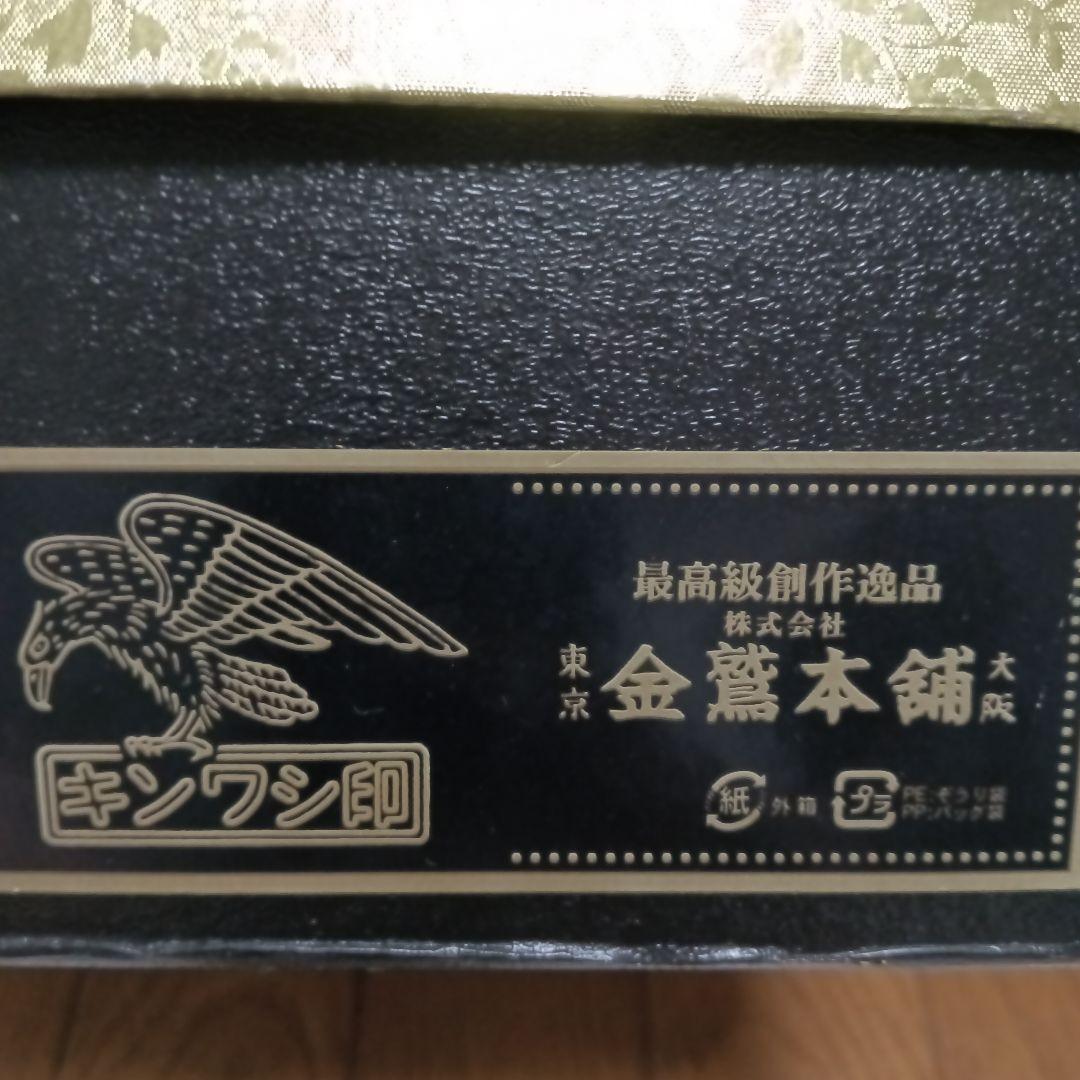 キンワシ印
最高級創作逸品
株式会社
東京 金鷲本舗 大阪
紙 外箱 プラ PE:ぞうり袋
PP:バッグ袋